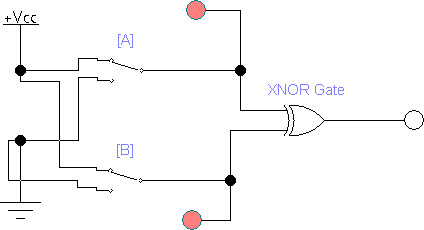 +Vcc
[A]
XNOR Gate
[B]